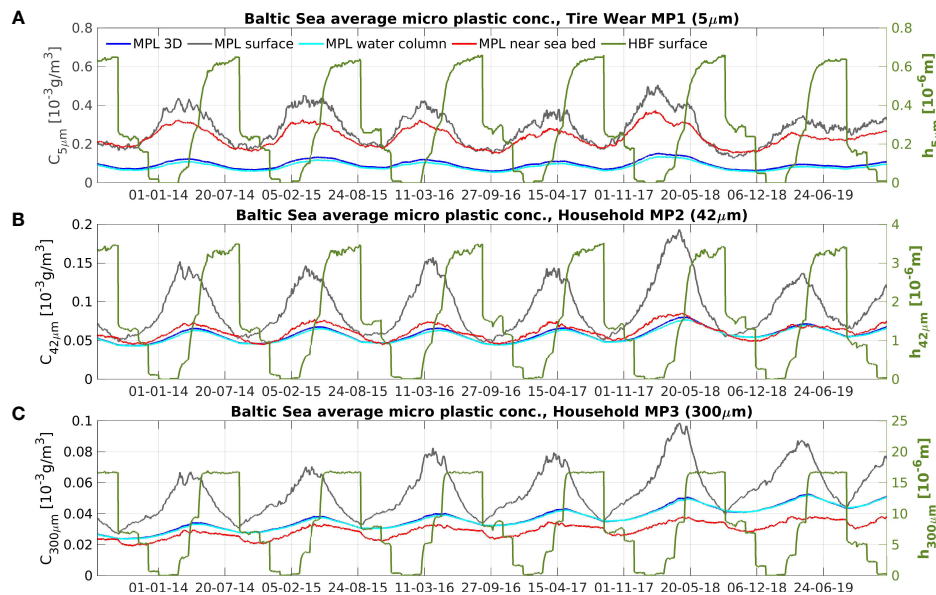 A
Baltic Sea average micro plastic conc., Tire Wear MP1 (5μm)
MPL 3D MPL surface MPL water column MPL near sea bed HBF surface
C5μm [10-3g/m3]
0.8
0.6
0.4
0.2
0
0.8
0.6
0.4
0.2
0
[10-6m]
01-01-14 20-07-14 05-02-15 24-08-15 11-03-16 27-09-16 15-04-17 01-11-17 20-05-18 06-12-18 24-06-19
B
Baltic Sea average micro plastic conc., Household MP2 (42μm)
C42μm [10-3g/m3]
0.2
0.15
0.1
0.05
0
4
3
2
1
0
h42μm [10-6m]
01-01-14 20-07-14 05-02-15 24-08-15 11-03-16 27-09-16 15-04-17 01-11-17 20-05-18 06-12-18 24-06-19
C
Baltic Sea average micro plastic conc., Household MP3 (300μm)
C300μm [10-3g/m3]
0.1
0.08
0.06
0.04
0.02
0
25
20
15
10
5
0
h300μm [10-6m]
01-01-14 20-07-14 05-02-15 24-08-15 11-03-16 27-09-16 15-04-17 01-11-17 20-05-18 06-12-18 24-06-19